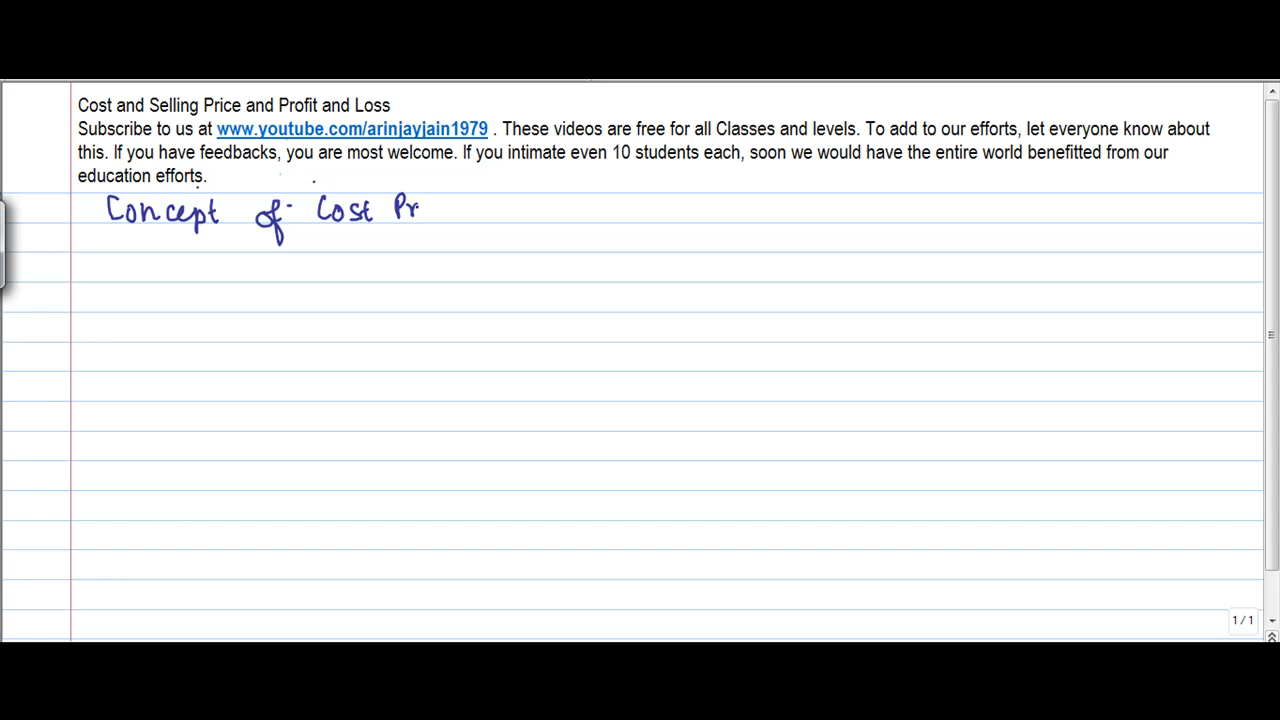 Cost and Selling Price and Profit and Loss
Subscribe to us at www.youtube.com/arinjayjain1979 . These videos are free for all Classes and levels. To add to our efforts, let everyone know about
this. If you have feedbacks, you are most welcome. If you intimate even 10 students each, soon we would have the entire world benefitted from our
education efforts.
Concept of Cost Pr
1 / 1